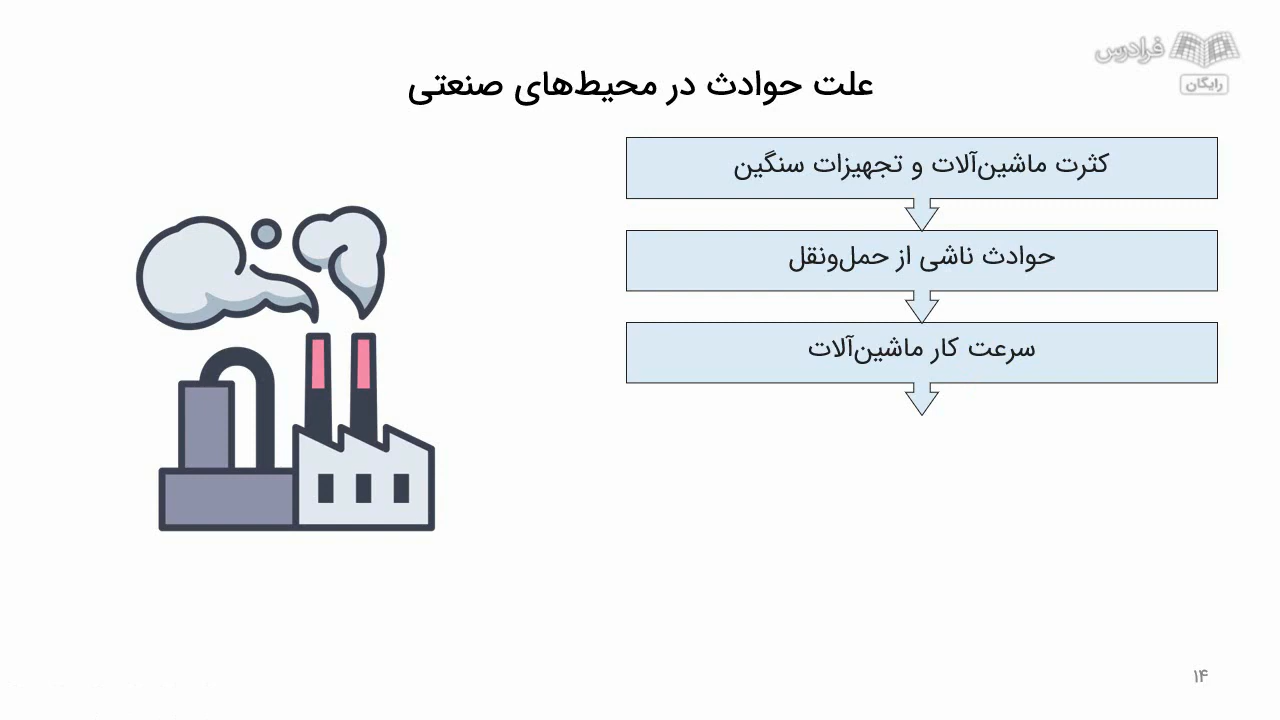 فرادرس
رایگان
علت حوادث در محیط‌های صنعتی
کثرت ماشین‌آلات و تجهیزات سنگین
حوادث ناشی از حمل‌ونقل
سرعت کار ماشین‌آلات
۱۴